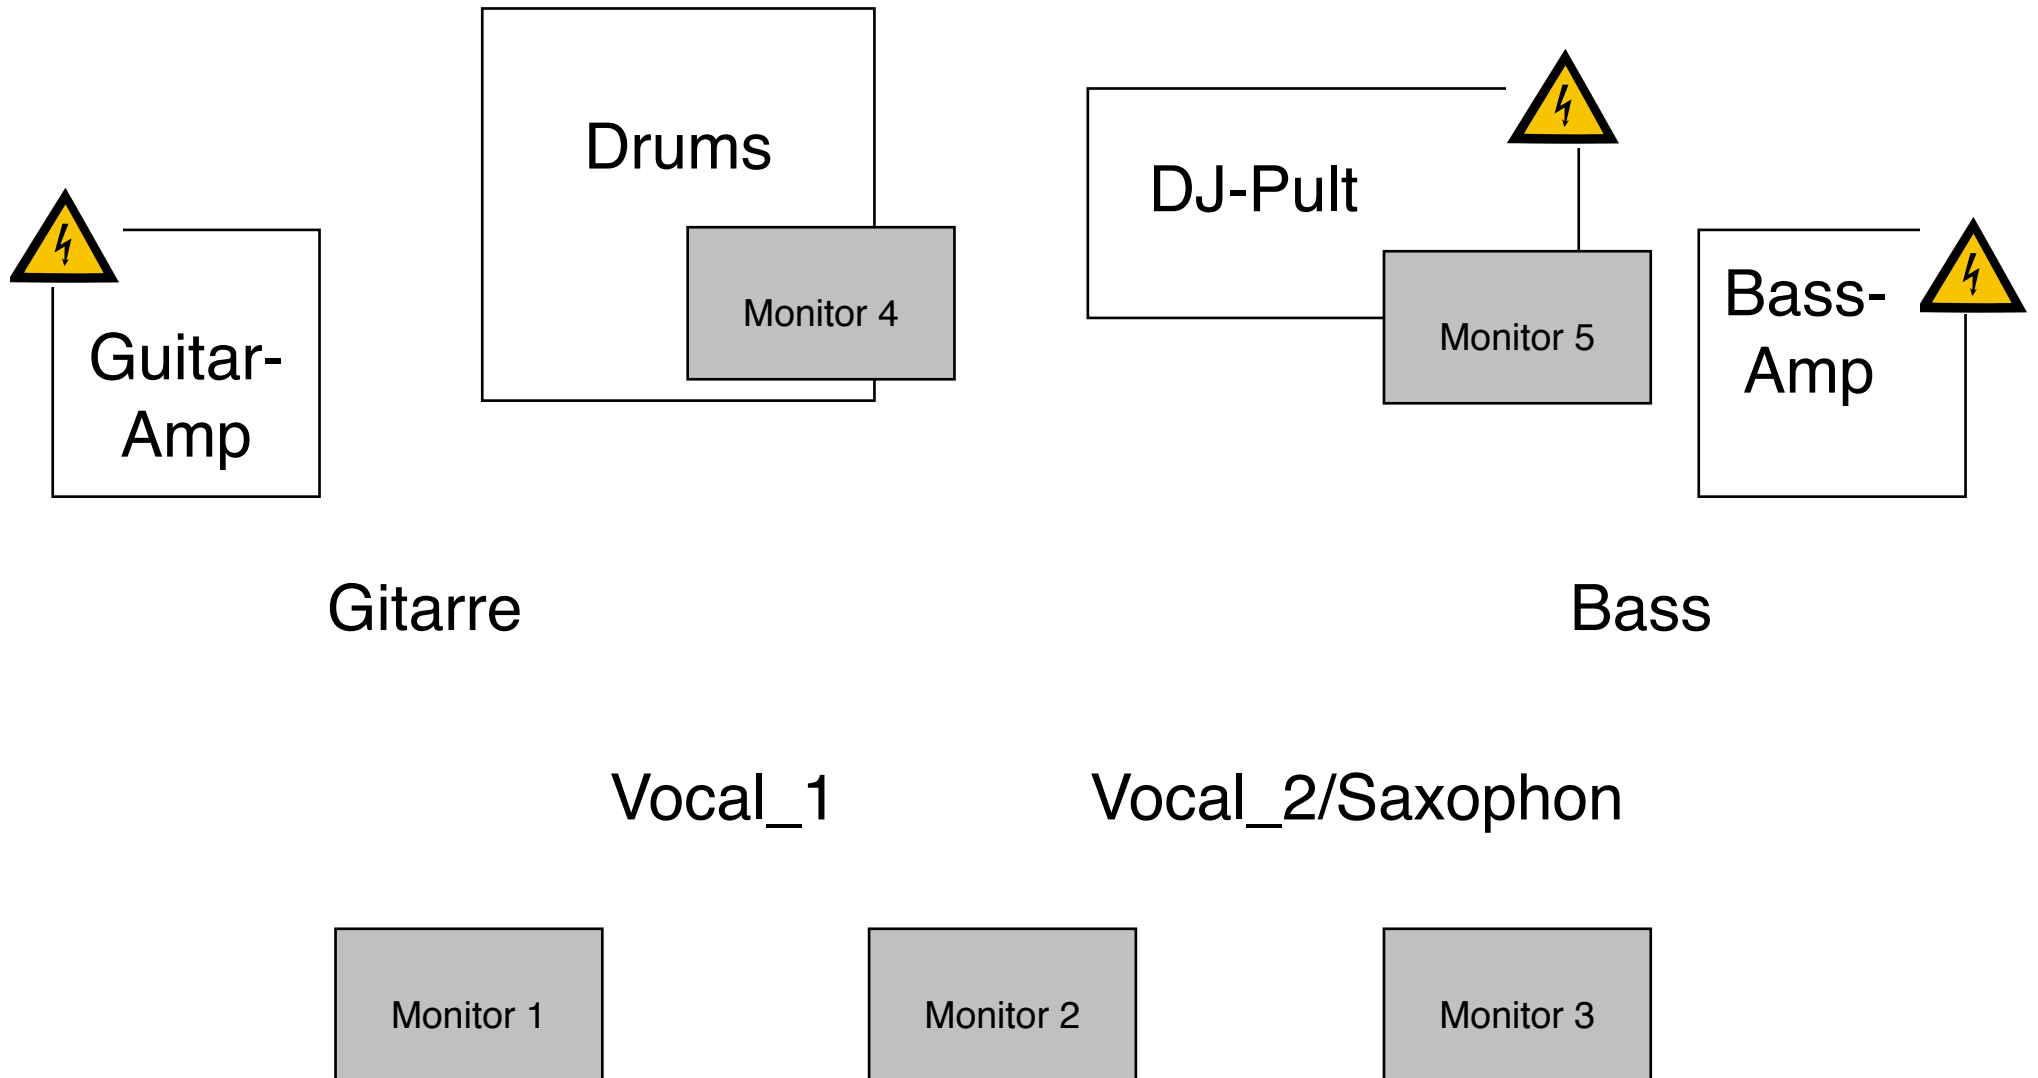 Drums
DJ-Pult
Monitor 4
Monitor 5
Guitar-
Amp
Bass-
Amp
Gitarre
Bass
Vocal_1
Vocal_2/Saxophon
Monitor 1
Monitor 2
Monitor 3